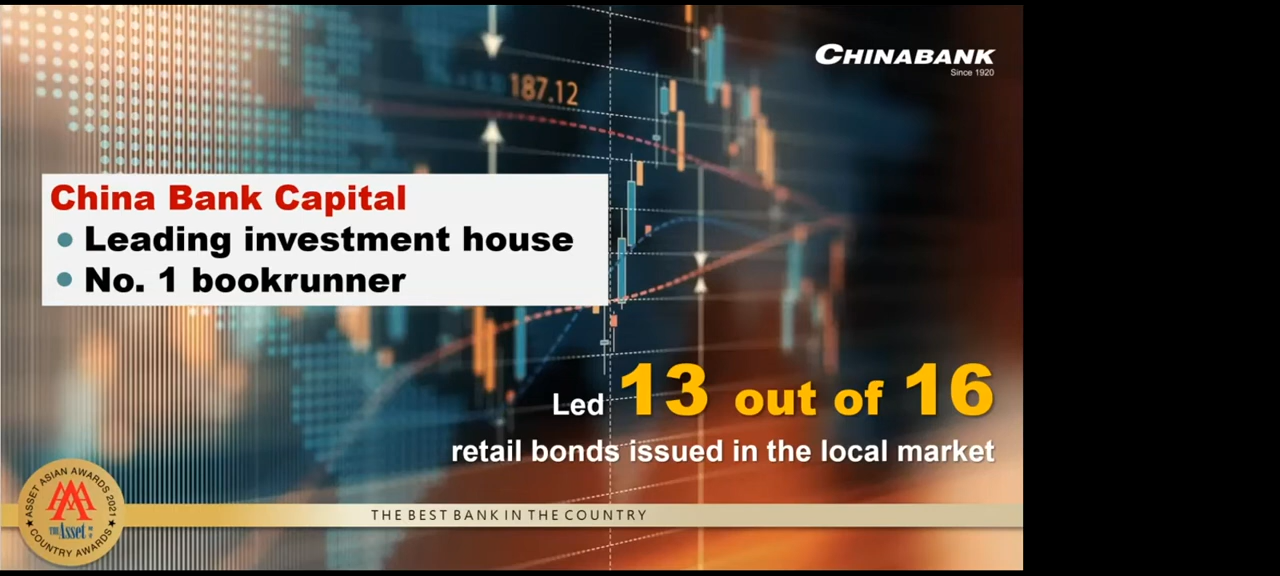 CHINABANK
Since 1920
187.12
China Bank Capital
Leading investment house
No. 1 bookrunner
Led 13 out of 16
retail bonds issued in the local market
THE BEST BANK IN THE COUNTRY
ASSET ASIAN AWARDS 2021
AAA
THE Asset
COUNTRY AWARDS